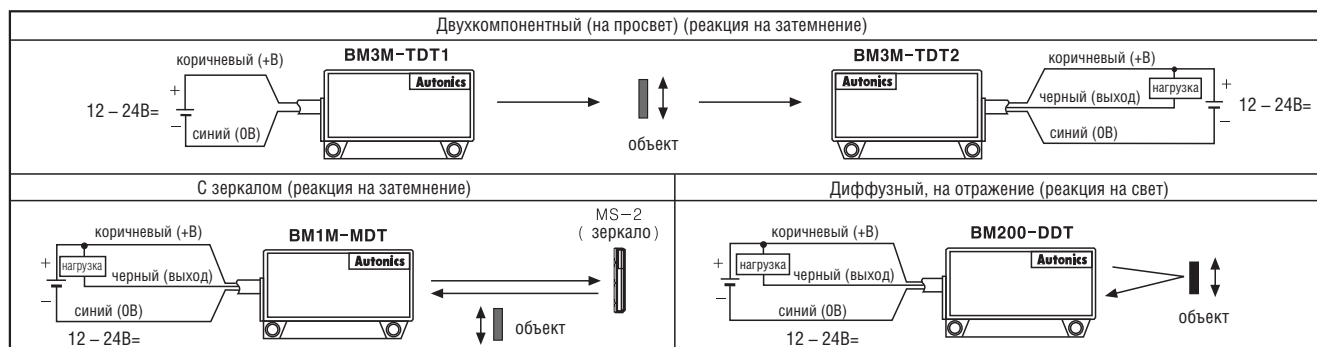 Двухкомпонентный (на просвет) (реакция на затемнение)
BM3M-TDT1
BM3M-TDT2
коричневый (+В)
Autonics
12 – 24В=
+
−
синий (0В)
объект
Autonics
коричневый (+В)
нагрузка
черный (выход)
+
−
12 – 24В=
синий (0В)
С зеркалом (реакция на затемнение)
коричневый (+В)
BM1M-MDT
MS-2
( зеркало )
+
−
нагрузка
черный (выход)
Autonics
синий (0В)
12 – 24В=
объект
Диффузный, на отражение (реакция на свет)
коричневый (+В)
BM200-DDT
+
−
нагрузка
черный (выход)
Autonics
синий (0В)
12 – 24В=
объект